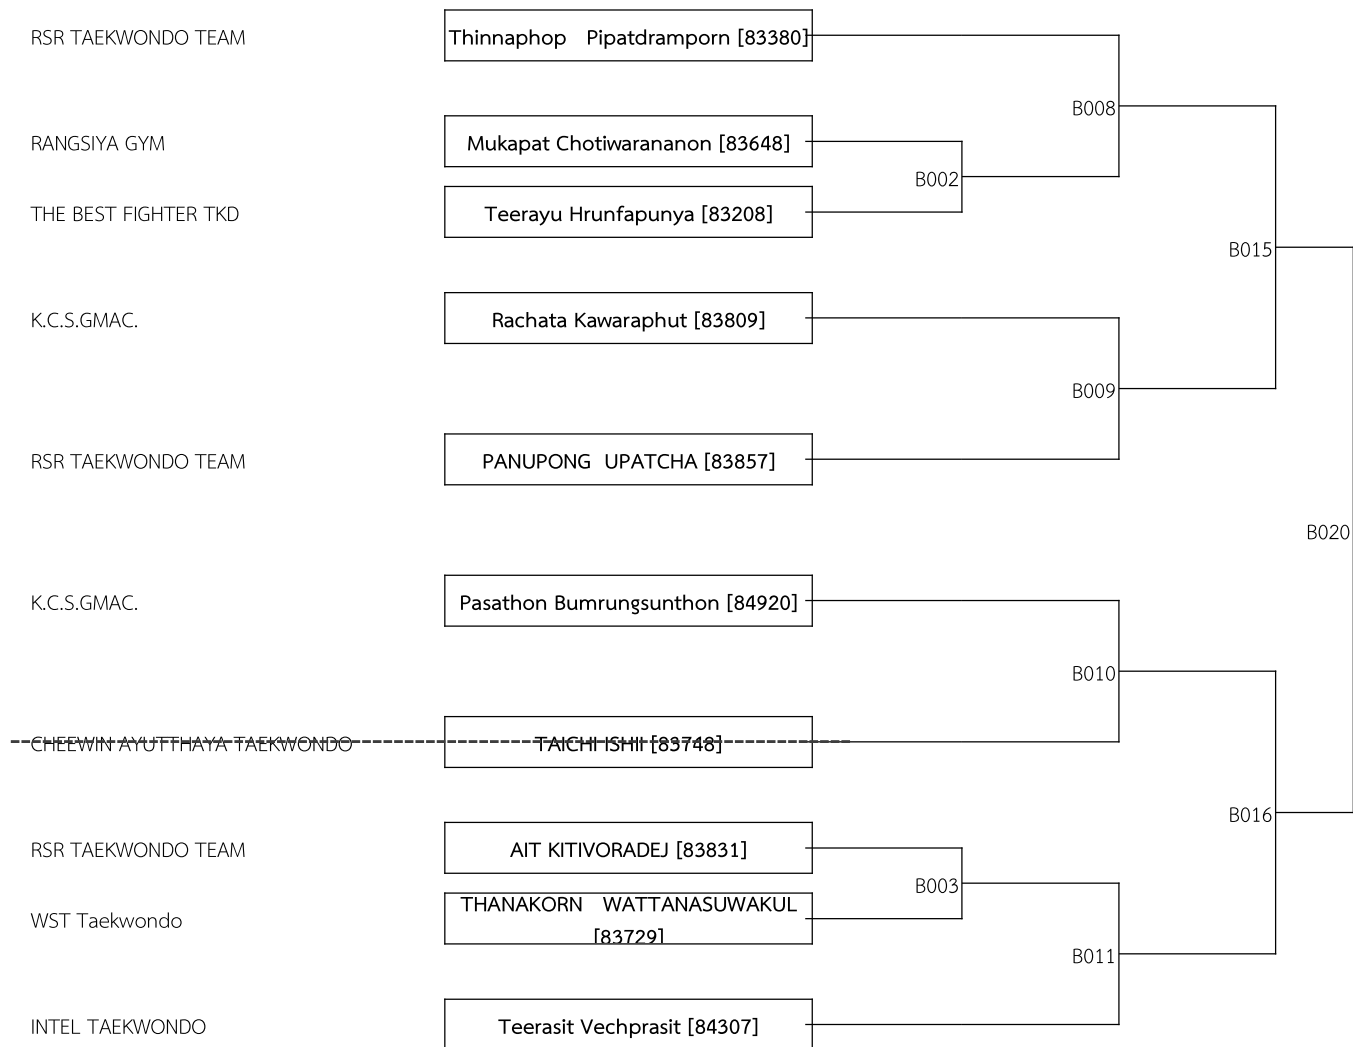 RSR TAEKWONDO TEAM Thinnaphop Pipatdramporn [83380]
B008
RANGSIYA GYM Mukapat Chotiwarananon [83648]
B002
THE BEST FIGHTER TKD Teerayu Hrunfapunya [83208]
B015
K.C.S.GMAC. Rachata Kawaraphut [83809]
B009
RSR TAEKWONDO TEAM PANUPONG UPATCHA [83857]
B020
K.C.S.GMAC. Pasathon Bumrungsunthon [84920]
B010
CHEEWIN AYUTTHAYA TAEKWONDO TAICHI ISHII [83748]
B016
RSR TAEKWONDO TEAM AIT KITIVORADEJ [83831]
B003
WST Taekwondo THANAKORN WATTANASUWAKUL
[83729]
B011
INTEL TAEKWONDO Teerasit Vechprasit [84307]